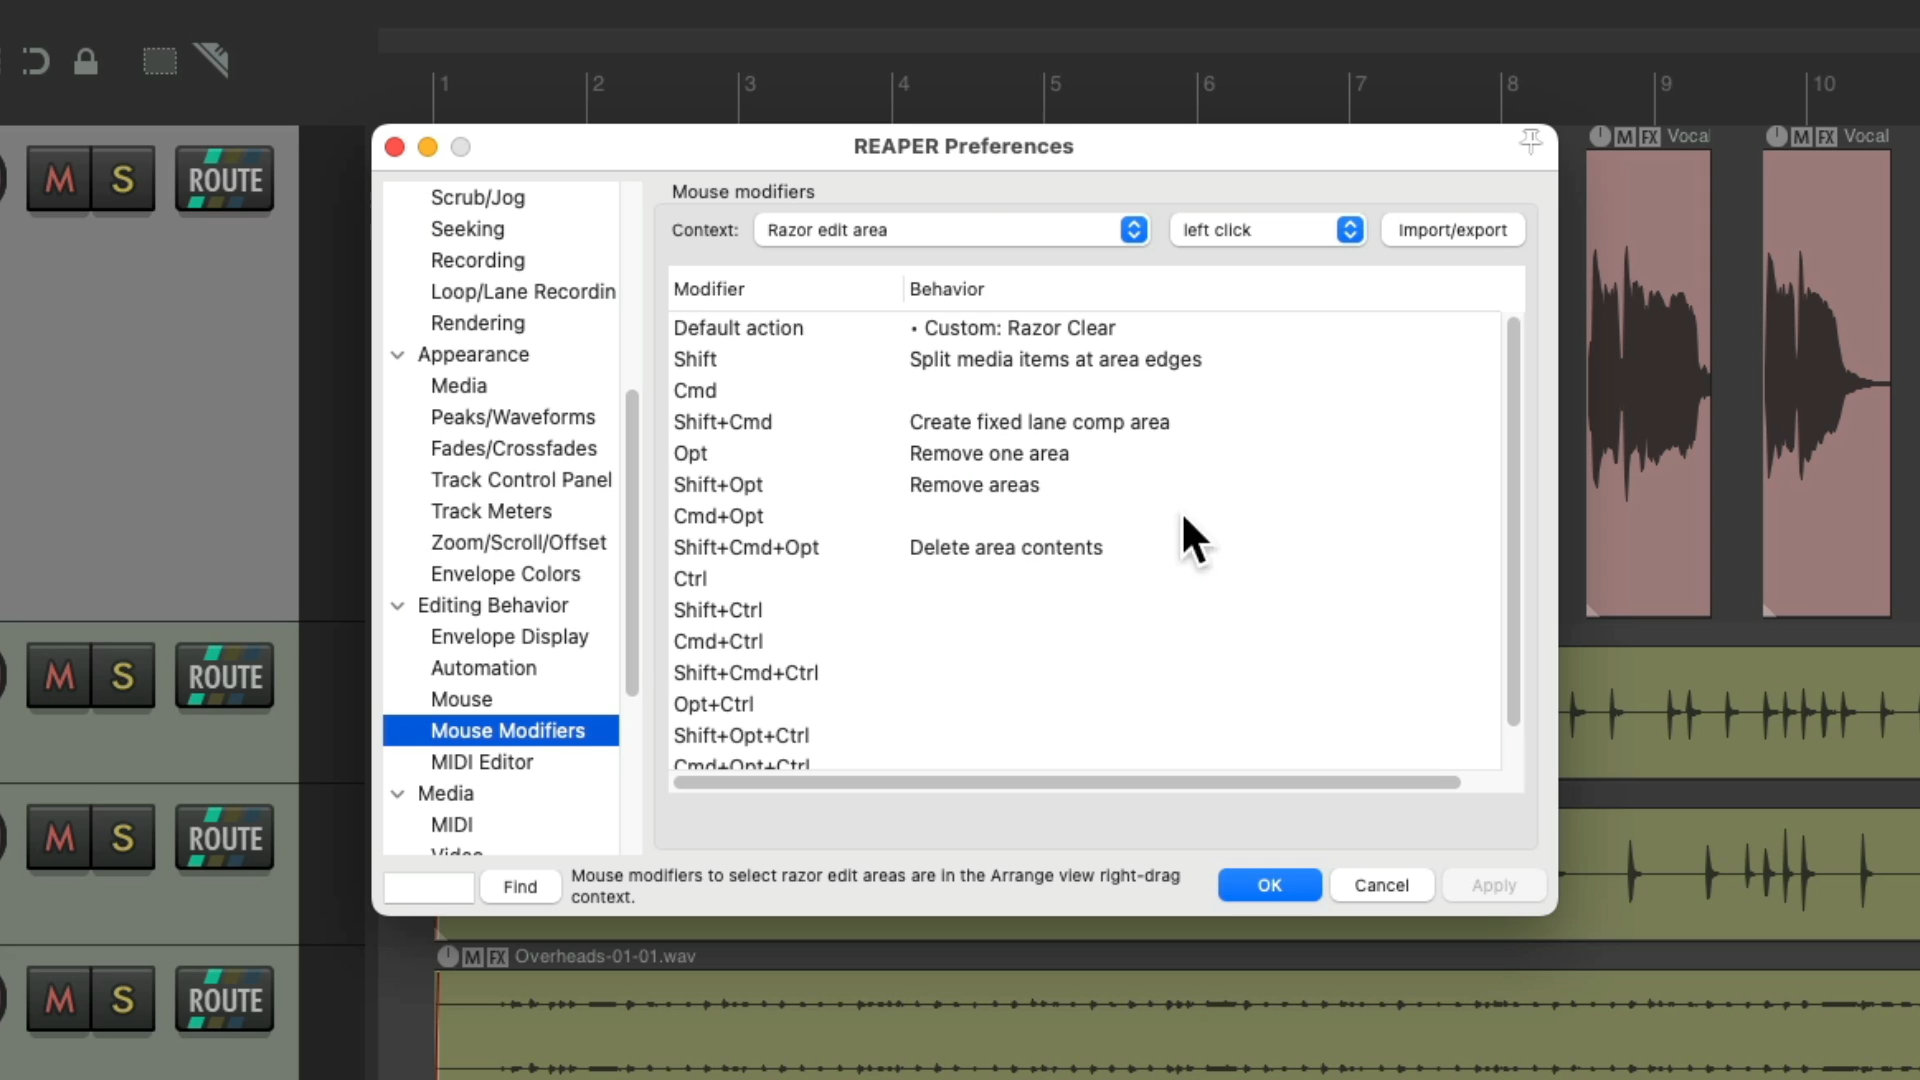 1 2 3 4 5 6 7 8 9 10
REAPER Preferences
M FX Voca
M FX Vocal
M S ROUTE
Scrub/Jog
Seeking
Recording
Loop/Lane Recordin
Rendering
Appearance
Media
Peaks/Waveforms
Fades/Crossfades
Track Control Panel
Track Meters
Zoom/Scroll/Offset
Envelope Colors
Editing Behavior
Envelope Display
Automation
Mouse
Mouse Modifiers
MIDI Editor
Media
MIDI
Video
Mouse modifiers
Context: Razor edit area left click Import/export
Modifier Behavior
Default action • Custom: Razor Clear
Shift Split media items at area edges
Cmd
Shift+Cmd Create fixed lane comp area
Opt Remove one area
Shift+Opt Remove areas
Cmd+Opt
Shift+Cmd+Opt Delete area contents
Ctrl
Shift+Ctrl
Cmd+Ctrl
Shift+Cmd+Ctrl
Opt+Ctrl
Shift+Opt+Ctrl
Cmd+Opt+Ctrl
Find
Mouse modifiers to select razor edit areas are in the Arrange view right-drag
context.
OK Cancel Apply
M S ROUTE
M S ROUTE
M FX Overheads-01-01.wav
M S ROUTE